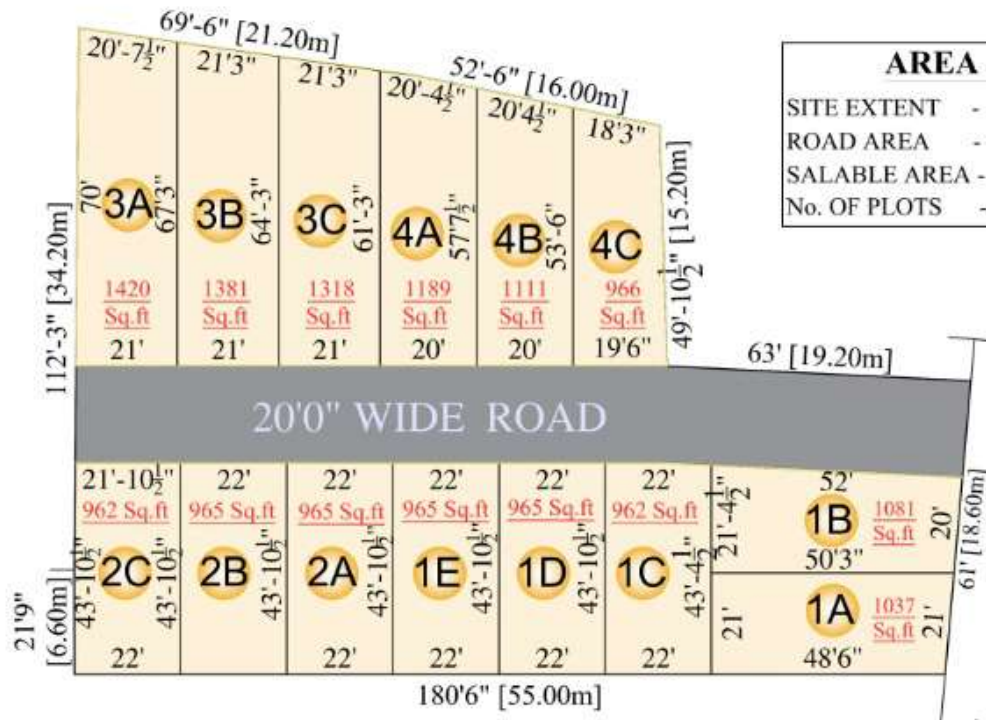 69'-6" [21.20m]
52'-6" [16.00m]
20'-7½" 21'3" 21'3" 20'-4½" 20'4½" 18'3"
AREA
SITE EXTENT -
ROAD AREA -
SALABLE AREA -
No. OF PLOTS -
112'-3" [34.20m]
70' 3A 67'3" 3B 64'-3" 3C 61'-3" 4A 57'7½" 4B 53'-6" 4C 49'-10½" [15.20m]
1420 1381 1318 1189 1111 966
Sq.ft Sq.ft Sq.ft Sq.ft Sq.ft Sq.ft
21' 21' 21' 20' 20' 19'6"
63' [19.20m]
20'0" WIDE ROAD
21'-10½" 22' 22' 22' 22' 22' 52'
962 Sq.ft 965 Sq.ft 965 Sq.ft 965 Sq.ft 965 Sq.ft 962 Sq.ft
21'-4½" 1B 1081 20'
Sq.ft
50'3"
61' [18.60m]
21'9"
[6.60m]
43'-10½" 2C 43'-10½" 2B 43'-10½" 2A 43'-10½" 1E 43'-10½" 1D 43'-10½" 1C 43'-4½"
21' 1A 1037 21'
Sq.ft
48'6"
22' 22' 22' 22' 22' 22'
180'6" [55.00m]